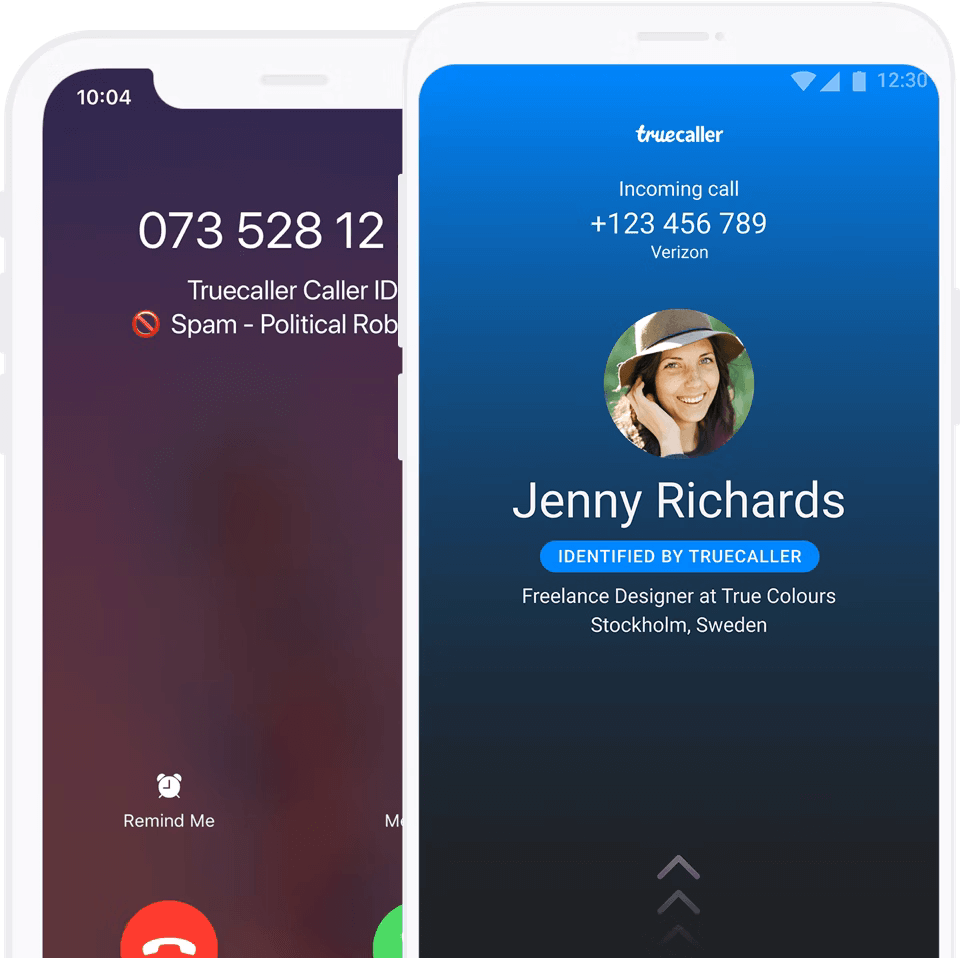 10:04
073 528 12
Truecaller Caller ID
Spam - Political Rob
Remind Me
12:30
truecaller
Incoming call
+123 456 789
Verizon
Jenny Richards
IDENTIFIED BY TRUECALLER
Freelance Designer at True Colours
Stockholm, Sweden